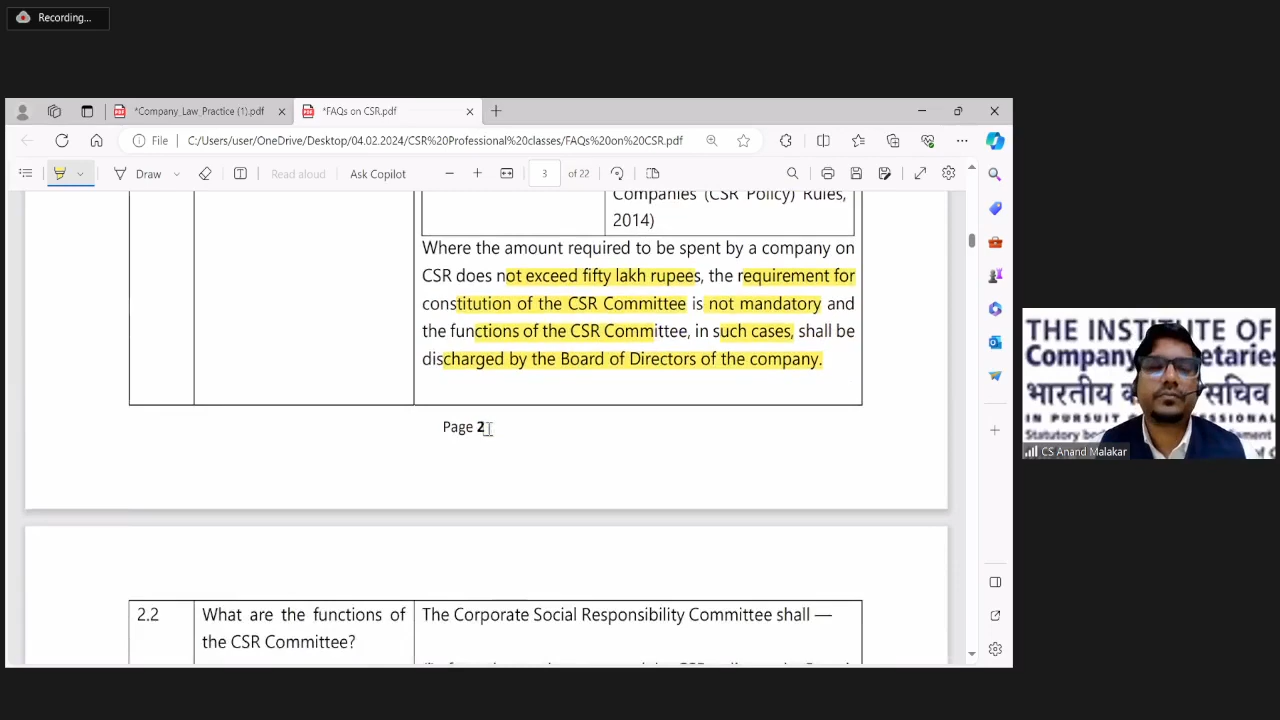 Recording...
*Company_Law_Practice (1).pdf
*FAQs on CSR.pdf
File
C:/Users/user/OneDrive/Desktop/04.02.2024/CSR%20Professional%20classes/FAQs%20on%20CSR.pdf
Draw
Read aloud
Ask Copilot
3 of 22
Companies (CSR Policy) Rules,
2014)
Where the amount required to be spent by a company on
CSR does not exceed fifty lakh rupees, the requirement for
constitution of the CSR Committee is not mandatory and
the functions of the CSR Committee, in such cases, shall be
discharged by the Board of Directors of the company.
Page 2
2.2
What are the functions of
the CSR Committee?
The Corporate Social Responsibility Committee shall —
THE INSTITUTE OF
Company
भारतीय
सचिव
IN PURSUIT
Statutory
CS Anand Malakar